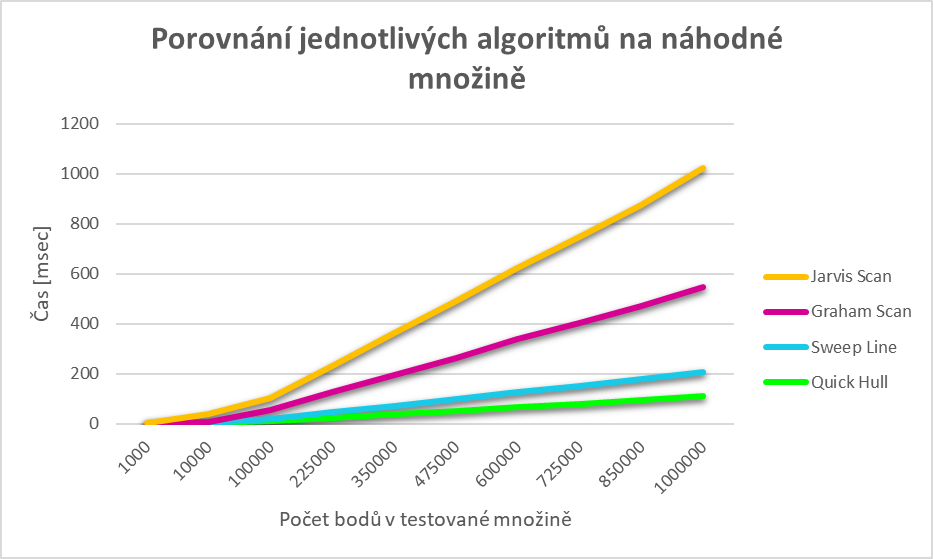 Porovnání jednotlivých algoritmů na náhodné
množině
1200
1000
800
600
400
200
0
Čas [msec]
1000
10000
100000
225000
350000
475000
600000
725000
850000
1000000
Počet bodů v testované množině
Jarvis Scan
Graham Scan
Sweep Line
Quick Hull